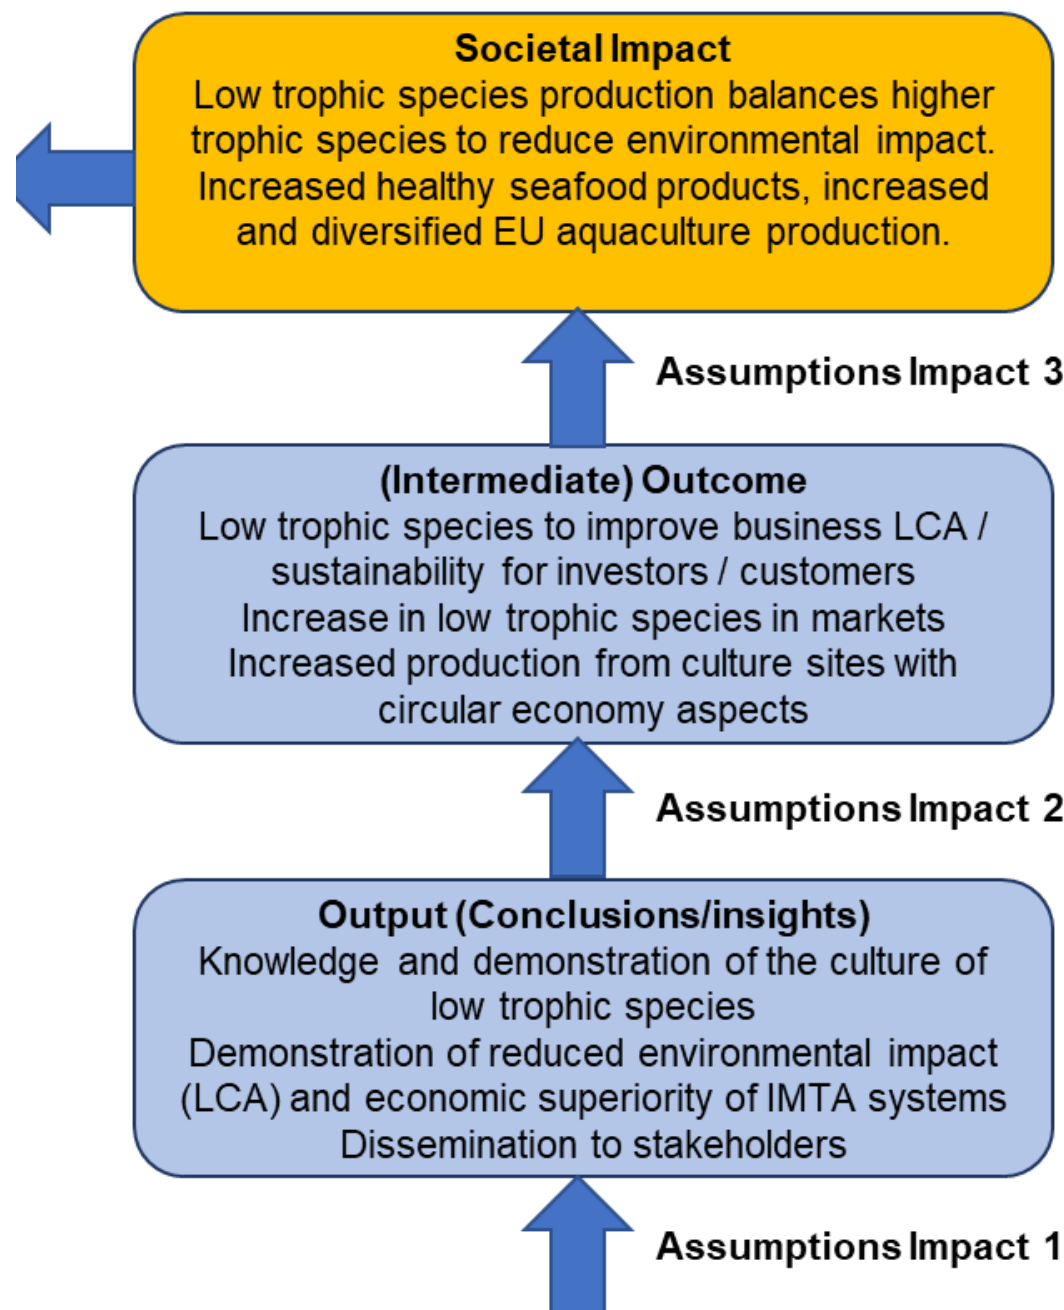 Societal Impact
Low trophic species production balances higher
trophic species to reduce environmental impact.
Increased healthy seafood products, increased
and diversified EU aquaculture production.
Assumptions Impact 3
(Intermediate) Outcome
Low trophic species to improve business LCA /
sustainability for investors / customers
Increase in low trophic species in markets
Increased production from culture sites with
circular economy aspects
Assumptions Impact 2
Output (Conclusions/insights)
Knowledge and demonstration of the culture of
low trophic species
Demonstration of reduced environmental impact
(LCA) and economic superiority of IMTA systems
Dissemination to stakeholders
Assumptions Impact 1